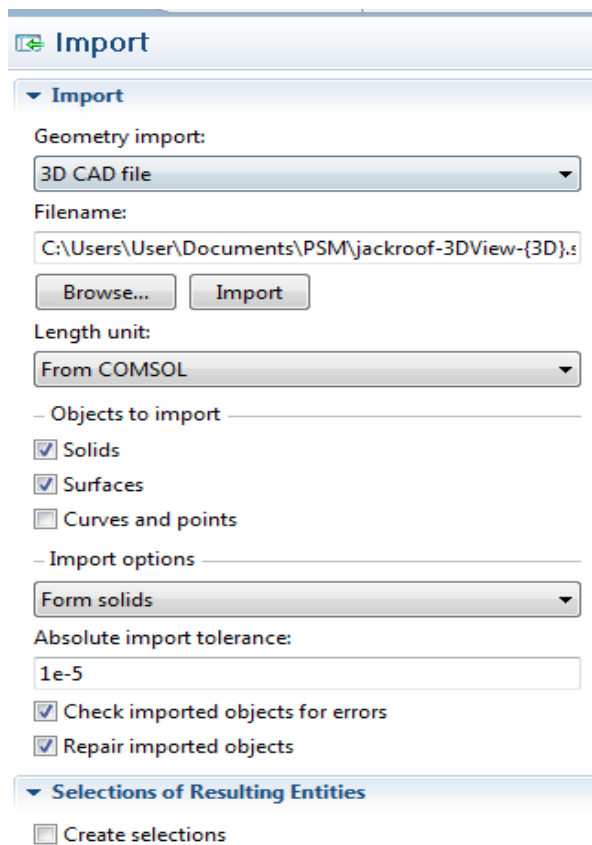 Import
Import
Geometry import:
3D CAD file
Filename:
C:\Users\User\Documents\PSM\jackroof-3DView-{3D}.s
Browse... Import
Length unit:
From COMSOL
Objects to import
Solids
Surfaces
Curves and points
Import options
Form solids
Absolute import tolerance:
1e-5
Check imported objects for errors
Repair imported objects
Selections of Resulting Entities
Create selections